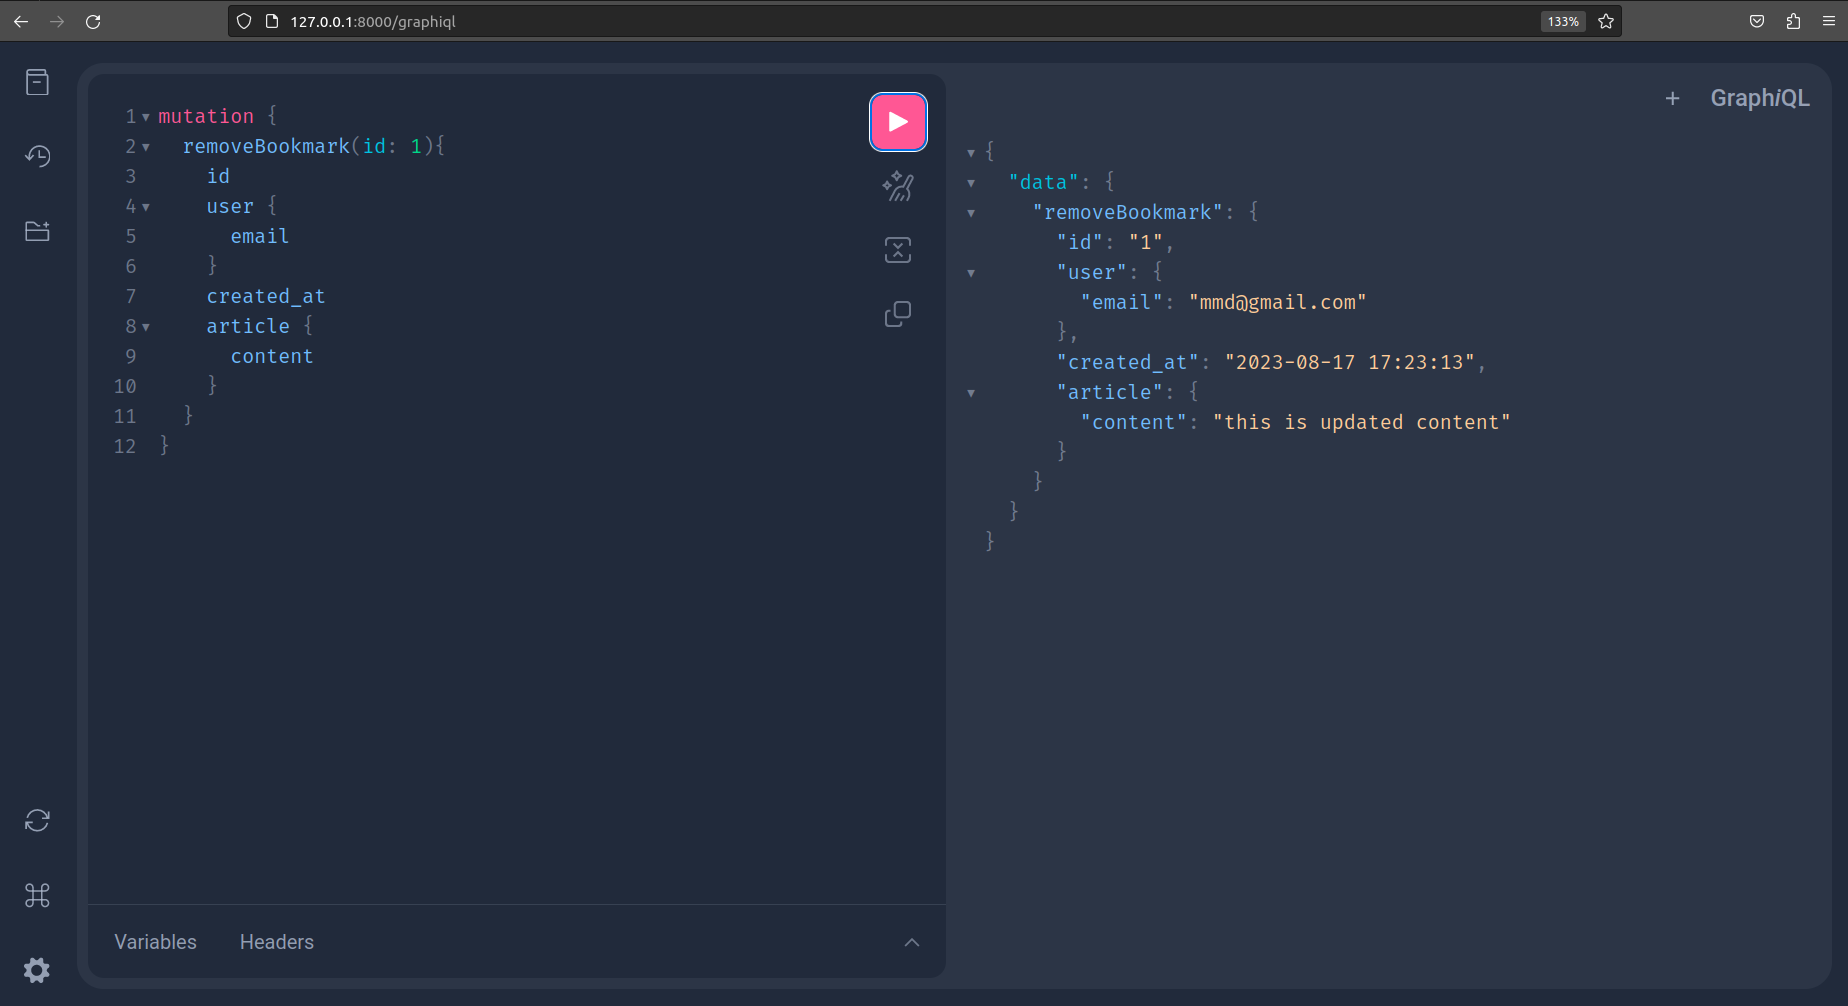 127.0.0.1:8000/graphiql
133%
1 mutation {
2   removeBookmark(id: 1){
3     id
4     user {
5       email
6     }
7     created_at
8     article {
9       content
10     }
11   }
12 }
Variables Headers
+ GraphiQL
{
  "data": {
    "removeBookmark": {
      "id": "1",
      "user": {
        "email": "mmd@gmail.com"
      },
      "created_at": "2023-08-17 17:23:13",
      "article": {
        "content": "this is updated content"
      }
    }
  }
}